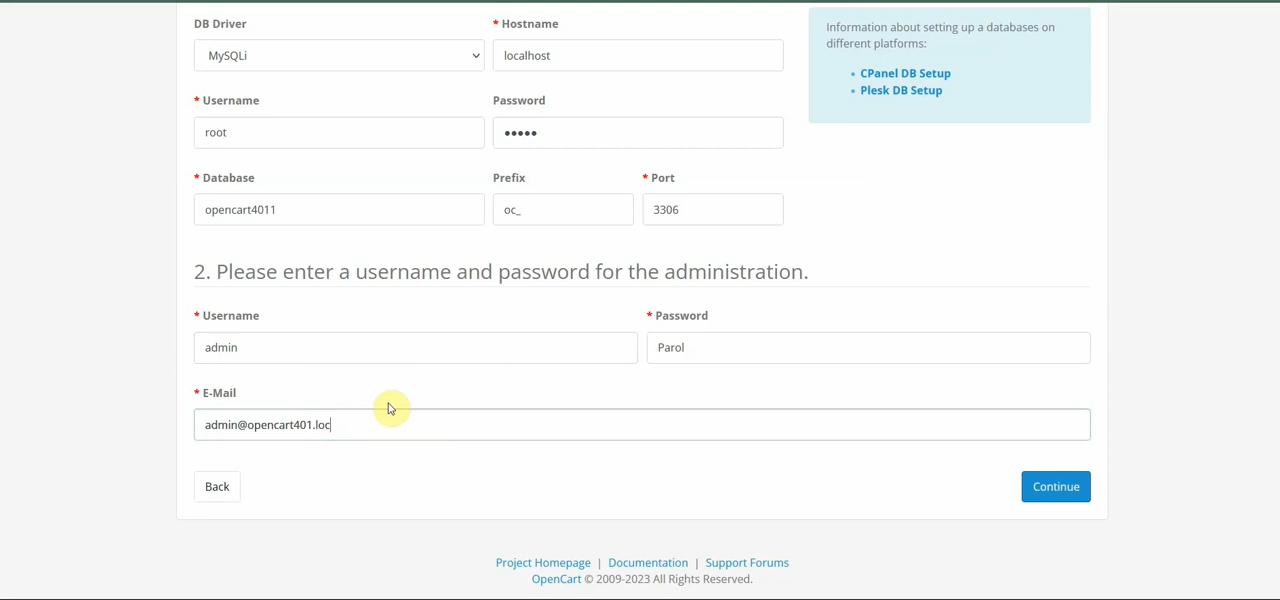 DB Driver
* Hostname
MySQLi
localhost
* Username
Password
root
•••••
* Database
Prefix
* Port
opencart4011
oc_
3306
Information about setting up a databases on
different platforms:
• CPanel DB Setup
• Plesk DB Setup
2. Please enter a username and password for the administration.
* Username
* Password
admin
Parol
* E-Mail
admin@opencart401.loc
Back
Continue
Project Homepage | Documentation | Support Forums
OpenCart © 2009-2023 All Rights Reserved.